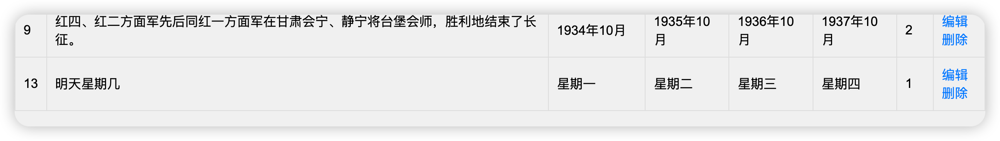 9
红四、红二方面军先后同红一方面军在甘肃会宁、静宁将台堡会师，胜利地结束了长
征。
1934年10月
1935年10
月
1936年10
月
1937年10
月
2
编辑
删除
13
明天星期几
星期一
星期二
星期三
星期四
1
编辑
删除